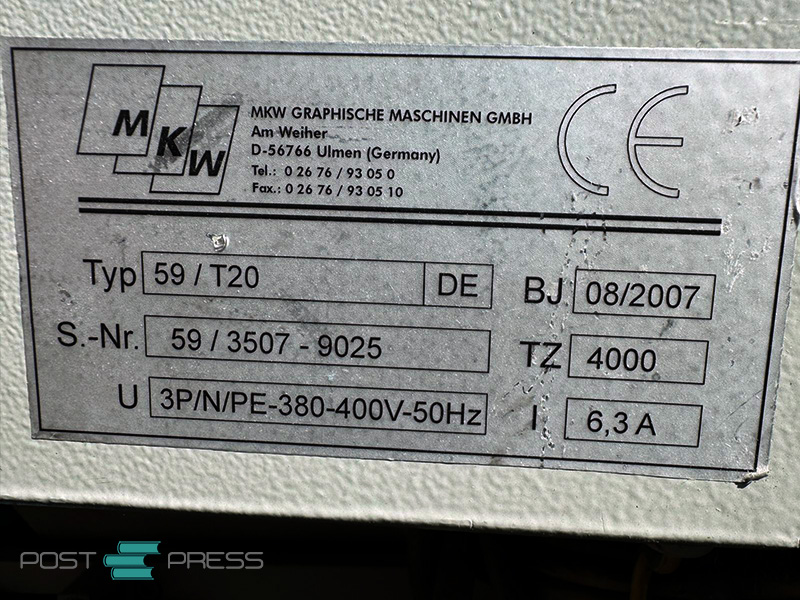 MKW
MKW GRAPHISCHE MASCHINEN GMBH
Am Weiher
D-56766 Ulmen (Germany)
Tel.: 0 26 76 / 93 05 0
Fax.: 0 26 76 / 93 05 10
CE
Typ 59 / T20 DE BJ 08/2007
S.-Nr. 59 / 3507 - 9025 TZ 4000
U 3P/N/PE-380-400V-50Hz I 6,3 A
POST PRESS